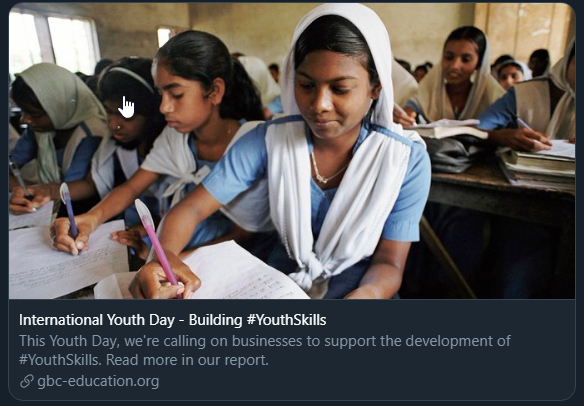 International Youth Day - Building #YouthSkills
This Youth Day, we're calling on businesses to support the development of
#YouthSkills. Read more in our report.
gbc-education.org